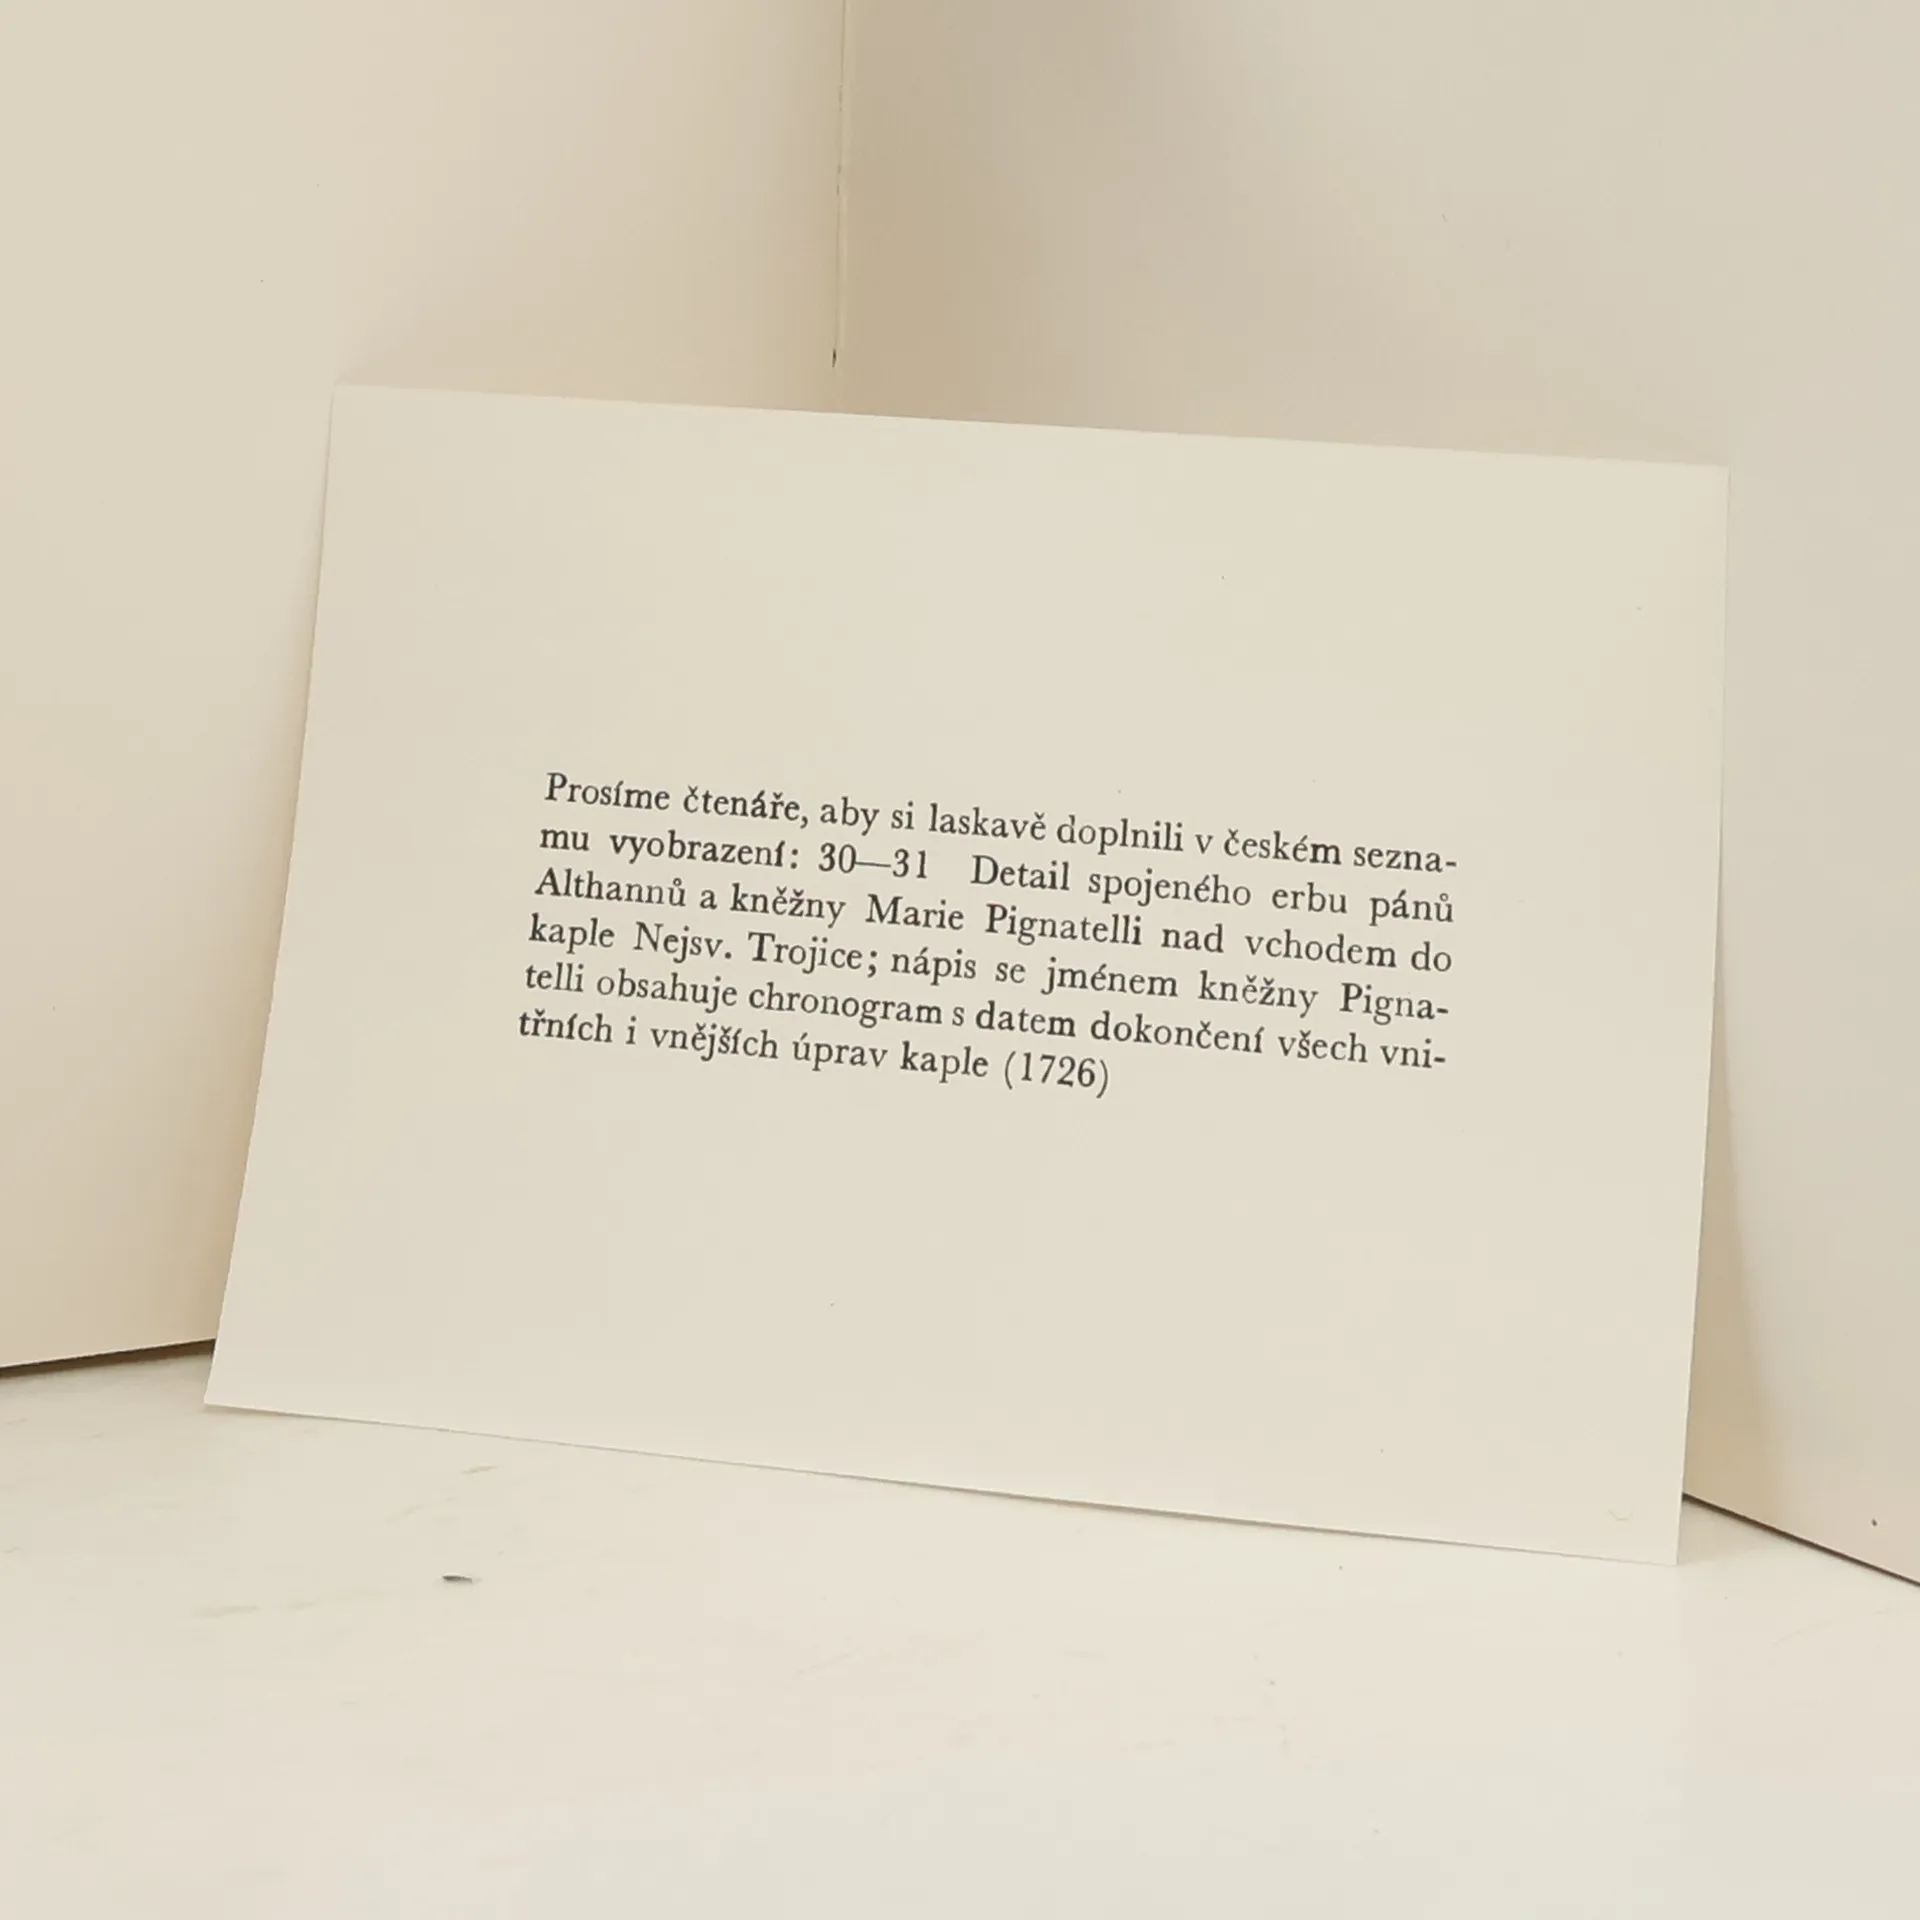 Prosíme čtenáře, aby si laskavě doplnili v českém sezna-
mu vyobrazení: 30—31 Detail spojeného erbu pánů
Althannů a kněžny Marie Pignatelli nad vchodem do
kaple Nejsv. Trojice; nápis se jménem kněžny Pigna-
telli obsahuje chronogram s datem dokončení všech vni-
třních i vnějších úprav kaple (1726)